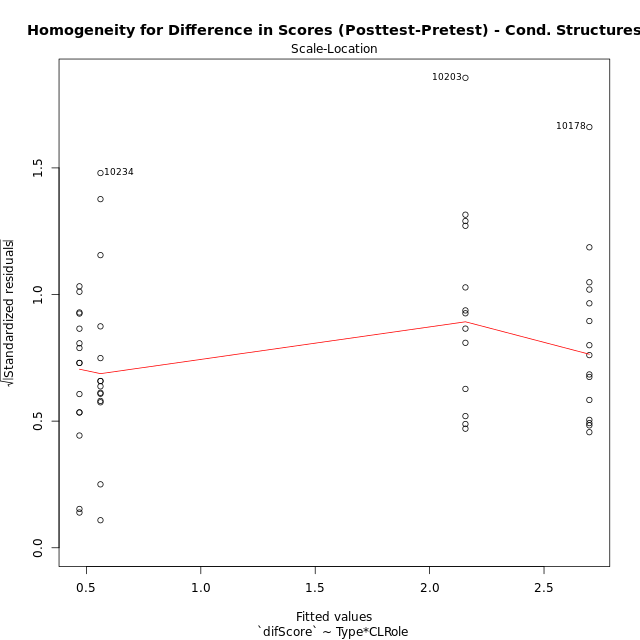 Homogeneity for Difference in Scores (Posttest-Pretest) - Cond. Structures
Scale-Location
10203
10178
10234
1.5
1.0
0.5
0.0
√|Standardized residuals|
0.5 1.0 1.5 2.0 2.5
Fitted values
`difScore` ~ Type*CLRole